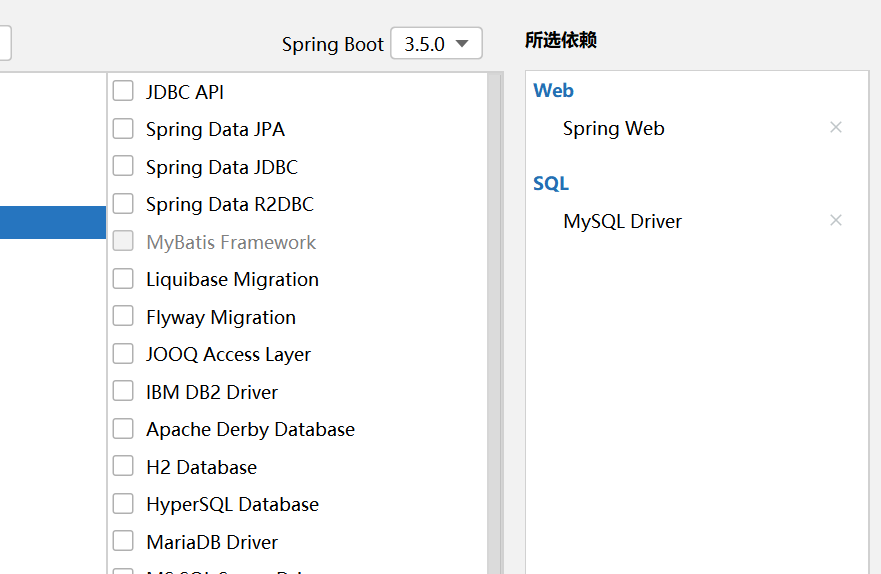 Spring Boot
3.5.0
JDBC API
Spring Data JPA
Spring Data JDBC
Spring Data R2DBC
MyBatis Framework
Liquibase Migration
Flyway Migration
JOOQ Access Layer
IBM DB2 Driver
Apache Derby Database
H2 Database
HyperSQL Database
MariaDB Driver
所选依赖
Web
Spring Web
SQL
MySQL Driver